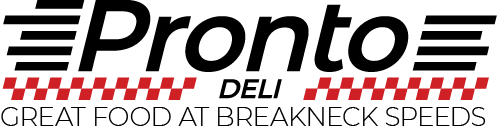 Pronto
DELI
GREAT FOOD AT BREAKNECK SPEEDS